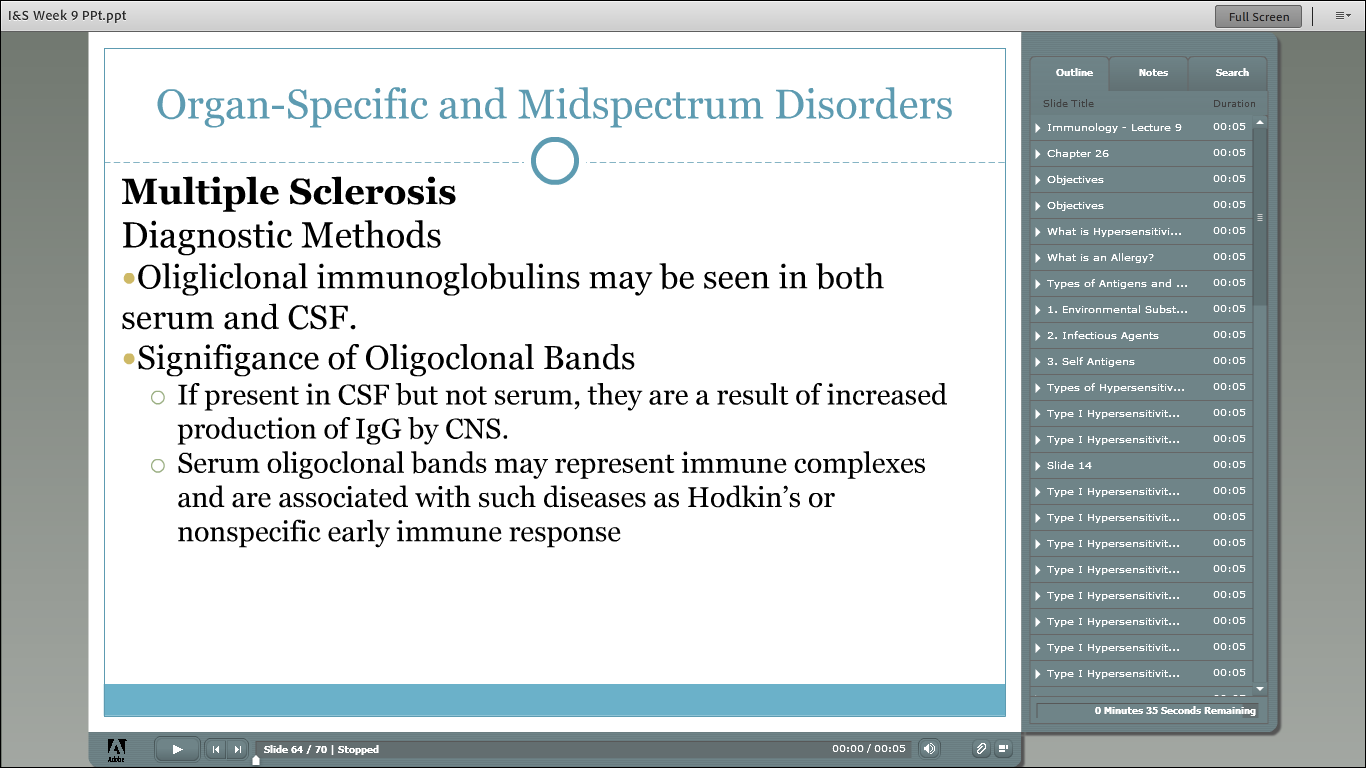 I&S Week 9 PPt.ppt
Full Screen
Organ-Specific and Midspectrum Disorders
Multiple Sclerosis
Diagnostic Methods
•Oligliclonal immunoglobulins may be seen in both
serum and CSF.
•Signifigance of Oligoclonal Bands
○ If present in CSF but not serum, they are a result of increased
production of IgG by CNS.
○ Serum oligoclonal bands may represent immune complexes
and are associated with such diseases as Hodkin’s or
nonspecific early immune response
Outline Notes Search
Slide Title Duration
Immunology - Lecture 9 00:05
Chapter 26 00:05
Objectives 00:05
Objectives 00:05
What is Hypersensitivi... 00:05
What is an Allergy? 00:05
Types of Antigens and ... 00:05
1. Environmental Subst... 00:05
2. Infectious Agents 00:05
3. Self Antigens 00:05
Types of Hypersensitiv... 00:05
Type I Hypersensitivit... 00:05
Type I Hypersensitivit... 00:05
Slide 14 00:05
Type I Hypersensitivit... 00:05
Type I Hypersensitivit... 00:05
Type I Hypersensitivit... 00:05
Type I Hypersensitivit... 00:05
Type I Hypersensitivit... 00:05
Type I Hypersensitivit... 00:05
Type I Hypersensitivit... 00:05
Type I Hypersensitivit... 00:05
0 Minutes 35 Seconds Remaining
Adobe
Slide 64 / 70 | Stopped 00:00 / 00:05